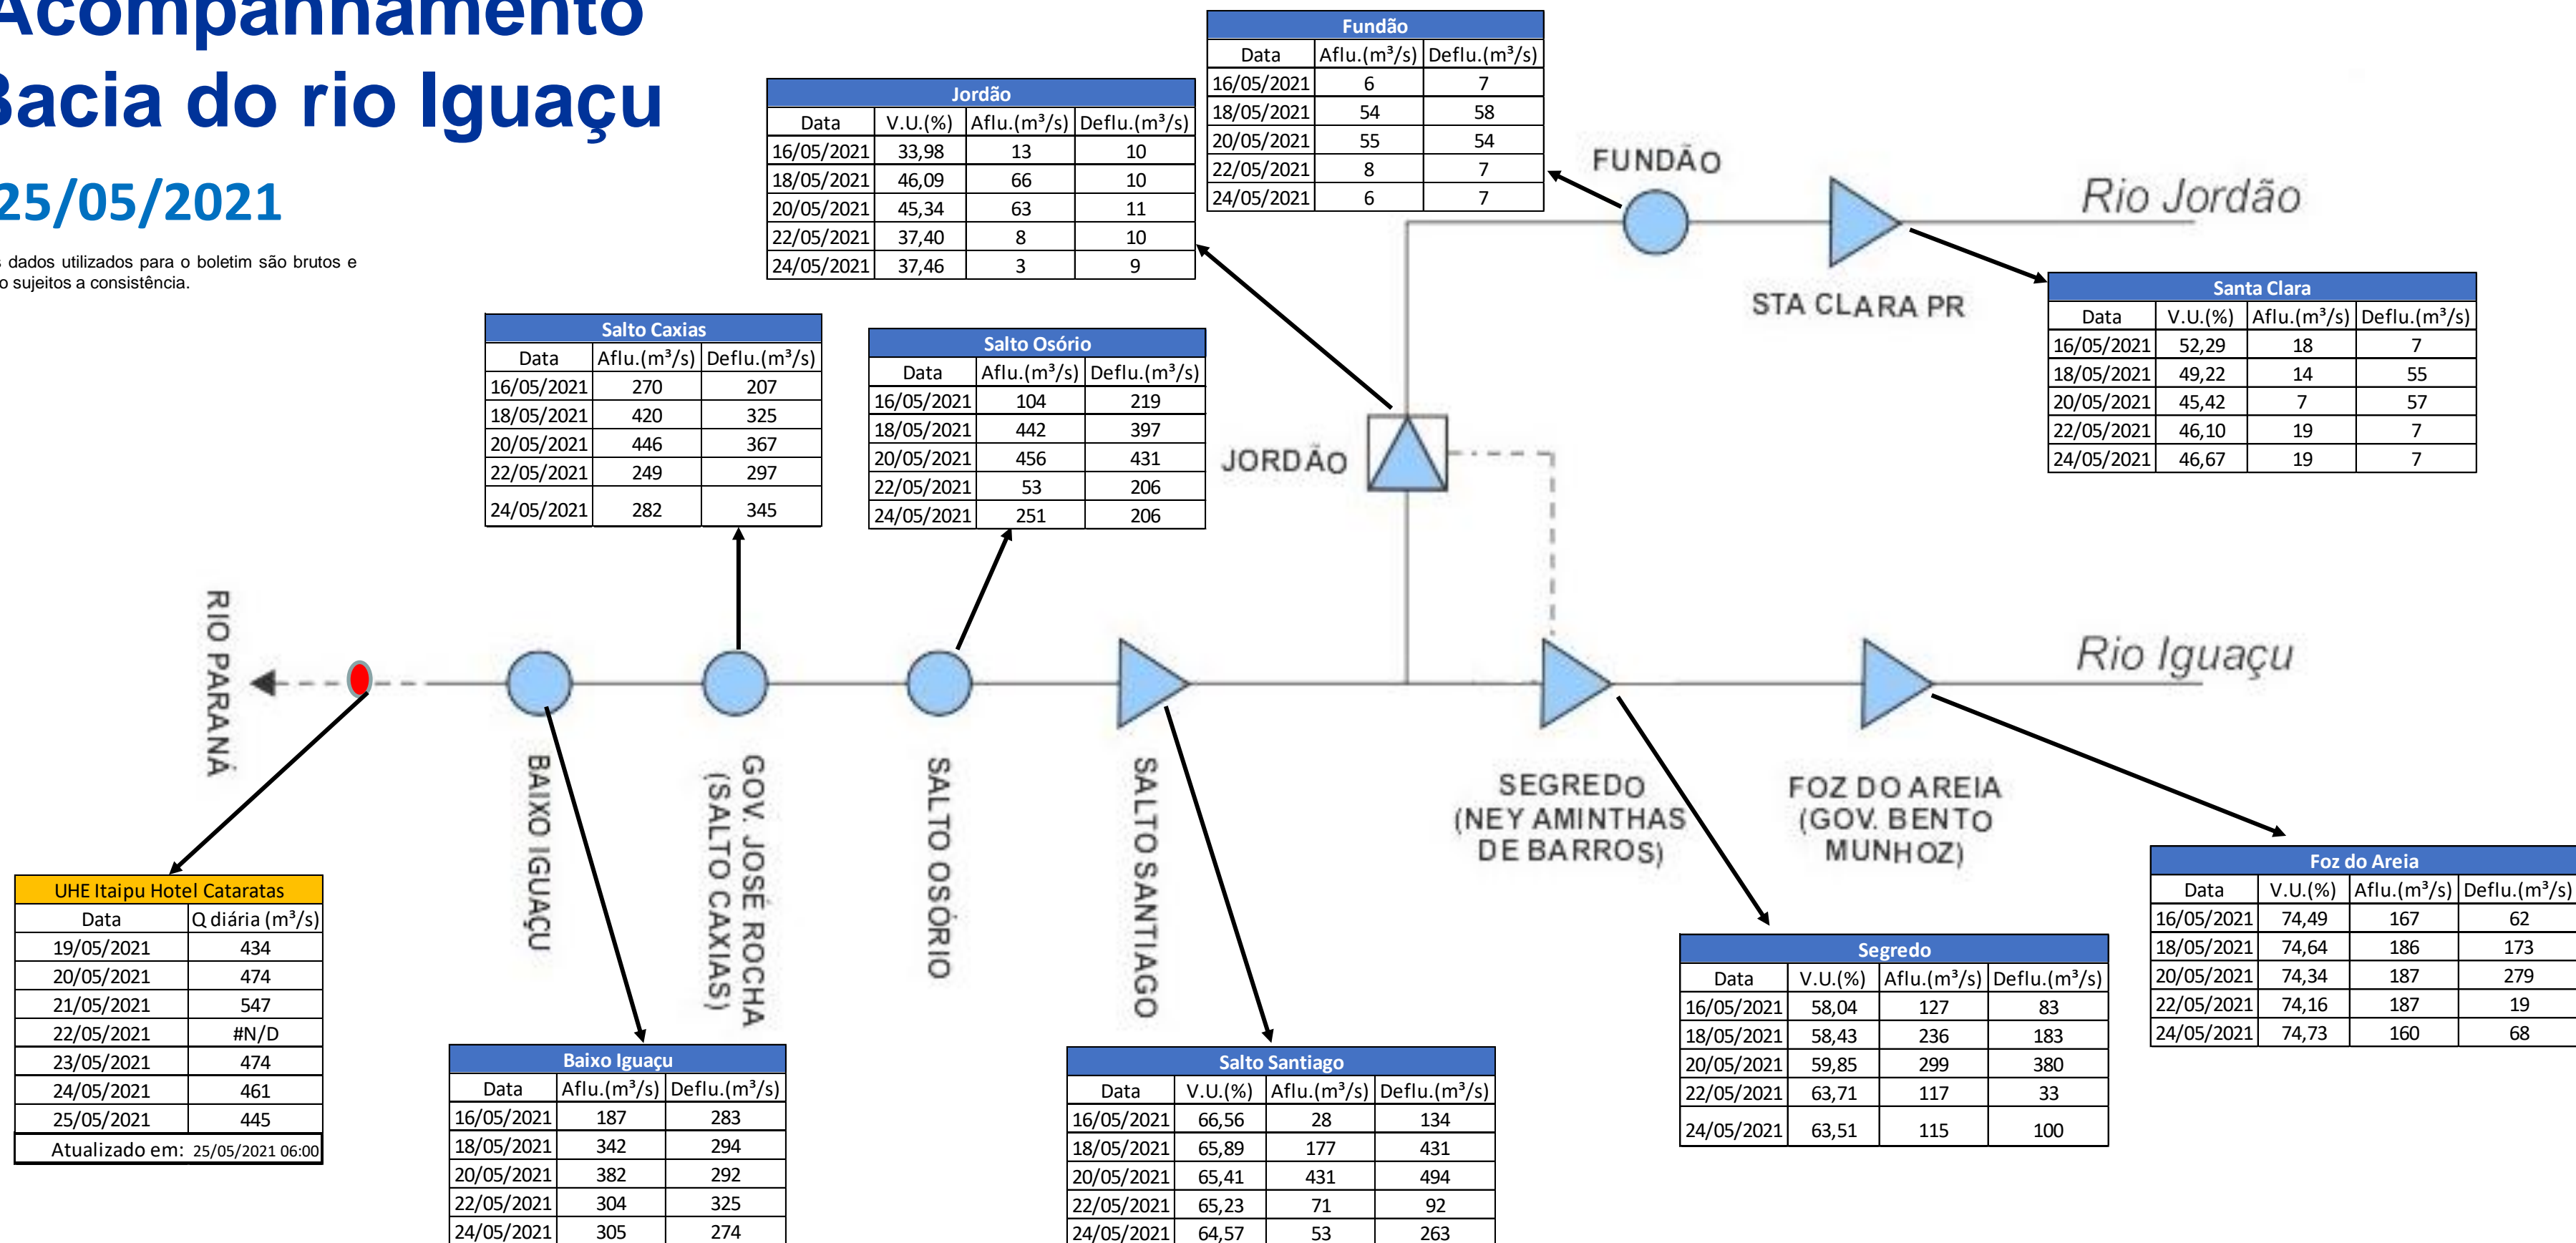 Acompanhamento
Bacia do rio Iguaçu
25/05/2021
s dados utilizados para o boletim são brutos e
o sujeitos a consistência.
Fundão
Data Aflu.(m³/s) Deflu.(m³/s)
16/05/2021 6 7
18/05/2021 54 58
20/05/2021 55 54
22/05/2021 8 7
24/05/2021 6 7
Jordão
Data V.U.(%) Aflu.(m³/s) Deflu.(m³/s)
16/05/2021 33,98 13 10
18/05/2021 46,09 66 10
20/05/2021 45,34 63 11
22/05/2021 37,40 8 10
24/05/2021 37,46 3 9
FUNDÃO
STA CLARA PR
Rio Jordão
Santa Clara
Data V.U.(%) Aflu.(m³/s) Deflu.(m³/s)
16/05/2021 52,29 18 7
18/05/2021 49,22 14 55
20/05/2021 45,42 7 57
22/05/2021 46,10 19 7
24/05/2021 46,67 19 7
Salto Caxias
Data Aflu.(m³/s) Deflu.(m³/s)
16/05/2021 270 207
18/05/2021 420 325
20/05/2021 446 367
22/05/2021 249 297
24/05/2021 282 345
Salto Osório
Data Aflu.(m³/s) Deflu.(m³/s)
16/05/2021 104 219
18/05/2021 442 397
20/05/2021 456 431
22/05/2021 53 206
24/05/2021 251 206
JORDÃO
RIO PARANÁ
Rio Iguaçu
BAIXO IGUAÇU
GOV. JOSÉ ROCHA
(SALTO CAXIAS)
SALTO OSÓRIO
SALTO SANTIAGO
SEGREDO
(NEY AMINTHAS
DE BARROS)
FOZ DO AREIA
(GOV. BENTO
MUNHOZ)
UHE Itaipu Hotel Cataratas
Data Q diária (m³/s)
19/05/2021 434
20/05/2021 474
21/05/2021 547
22/05/2021 #N/D
23/05/2021 474
24/05/2021 461
25/05/2021 445
Atualizado em: 25/05/2021 06:00
Baixo Iguaçu
Data Aflu.(m³/s) Deflu.(m³/s)
16/05/2021 187 283
18/05/2021 342 294
20/05/2021 382 292
22/05/2021 304 325
24/05/2021 305 274
Salto Santiago
Data V.U.(%) Aflu.(m³/s) Deflu.(m³/s)
16/05/2021 66,56 28 134
18/05/2021 65,89 177 431
20/05/2021 65,41 431 494
22/05/2021 65,23 71 92
24/05/2021 64,57 53 263
Segredo
Data V.U.(%) Aflu.(m³/s) Deflu.(m³/s)
16/05/2021 58,04 127 83
18/05/2021 58,43 236 183
20/05/2021 59,85 299 380
22/05/2021 63,71 117 33
24/05/2021 63,51 115 100
Foz do Areia
Data V.U.(%) Aflu.(m³/s) Deflu.(m³/s)
16/05/2021 74,49 167 62
18/05/2021 74,64 186 173
20/05/2021 74,34 187 279
22/05/2021 74,16 187 19
24/05/2021 74,73 160 68